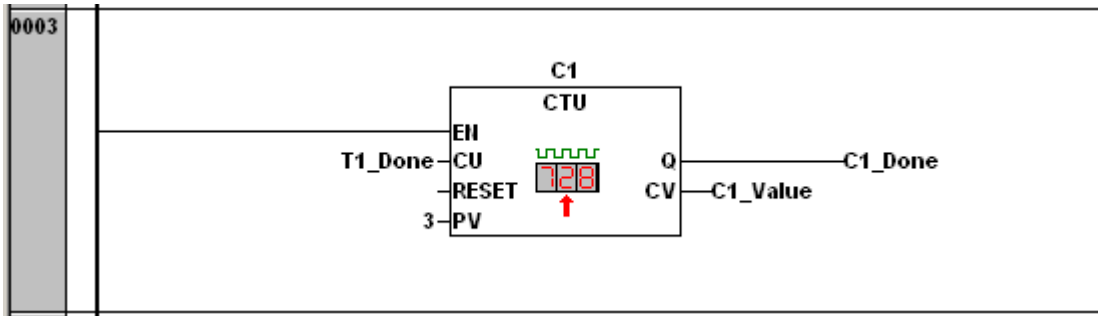 0003
C1
CTU
EN
T1_Done CU Q C1_Done
728
RESET CV C1_Value
3 PV